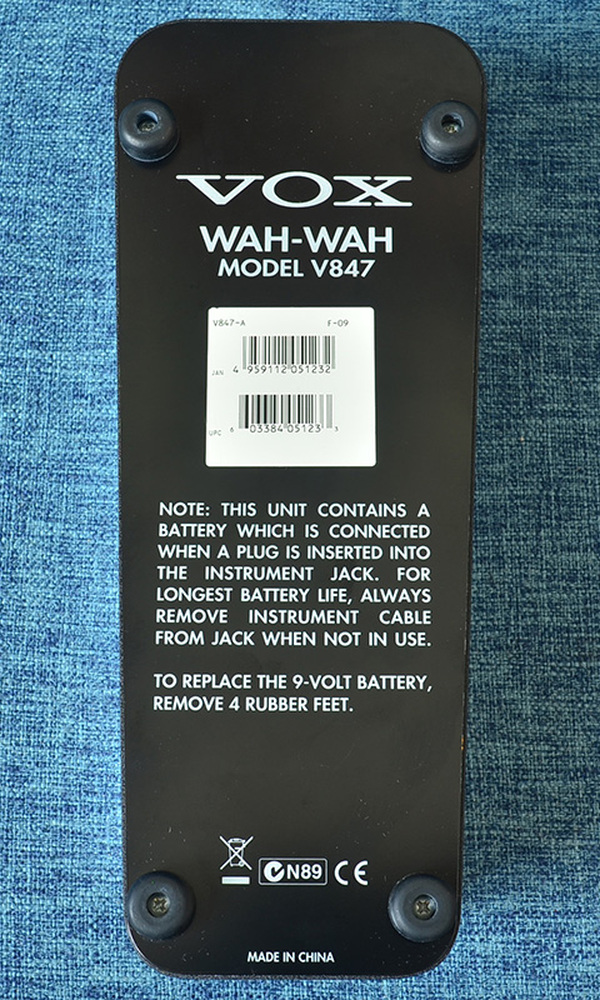 VOX
WAH-WAH
MODEL V847
V847-A F-09
JAN 4 959112 051232
UPC 6 03384 05123 3
NOTE: THIS UNIT CONTAINS A
BATTERY WHICH IS CONNECTED
WHEN A PLUG IS INSERTED INTO
THE INSTRUMENT JACK. FOR
LONGEST BATTERY LIFE, ALWAYS
REMOVE INSTRUMENT CABLE
FROM JACK WHEN NOT IN USE.
TO REPLACE THE 9-VOLT BATTERY,
REMOVE 4 RUBBER FEET.
N89 CE
MADE IN CHINA